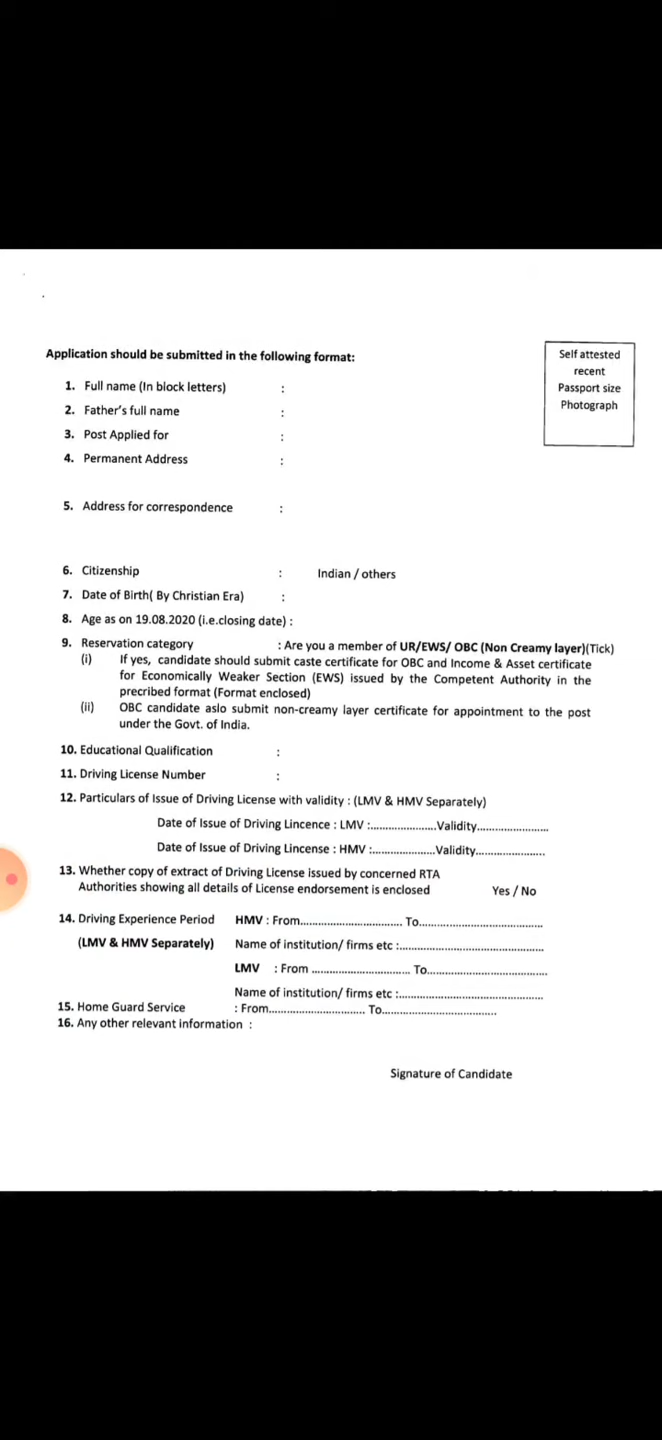 Application should be submitted in the following format:
Self attested
recent
Passport size
Photograph
1. Full name (In block letters) :
2. Father's full name :
3. Post Applied for :
4. Permanent Address :
5. Address for correspondence :
6. Citizenship : Indian / others
7. Date of Birth( By Christian Era) :
8. Age as on 19.08.2020 (i.e.closing date) :
9. Reservation category : Are you a member of UR/EWS/ OBC (Non Creamy layer)(Tick)
(i) If yes, candidate should submit caste certificate for OBC and Income & Asset certificate
for Economically Weaker Section (EWS) issued by the Competent Authority in the
precribed format (Format enclosed)
(ii) OBC candidate aslo submit non-creamy layer certificate for appointment to the post
under the Govt. of India.
10. Educational Qualification :
11. Driving License Number :
12. Particulars of Issue of Driving License with validity : (LMV & HMV Separately)
Date of Issue of Driving Lincence : LMV :......................Validity........................
Date of Issue of Driving Lincense : HMV :.....................Validity.......................
13. Whether copy of extract of Driving License issued by concerned RTA
Authorities showing all details of License endorsement is enclosed Yes / No
14. Driving Experience Period HMV : From.................................. To.........................................
(LMV & HMV Separately) Name of institution/ firms etc :................................................
LMV : From ................................. To........................................
Name of institution/ firms etc :................................................
15. Home Guard Service : From................................ To......................................
16. Any other relevant information :
Signature of Candidate